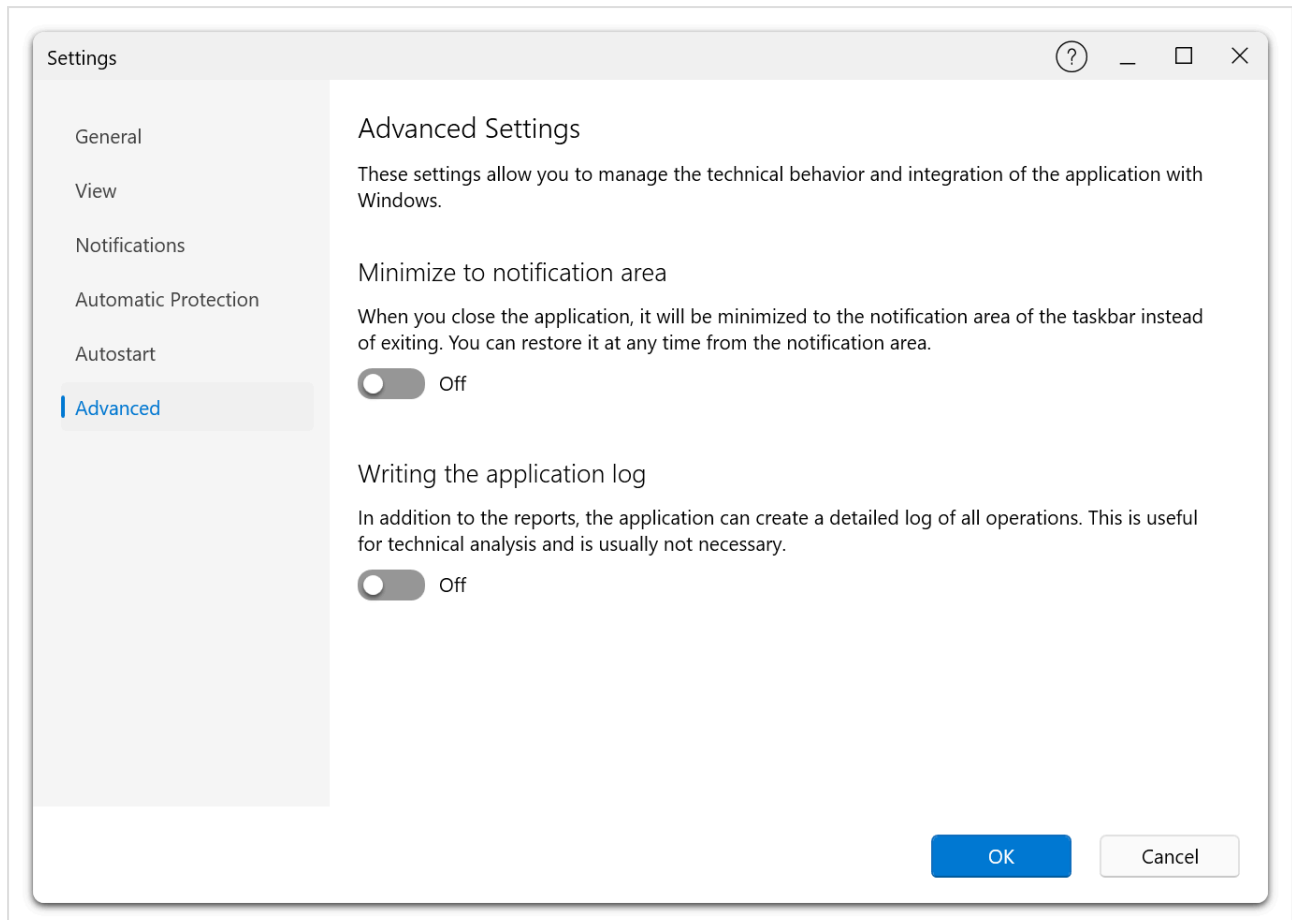 Settings
?
General
View
Notifications
Automatic Protection
Autostart
Advanced
Advanced Settings
These settings allow you to manage the technical behavior and integration of the application with
Windows.
Minimize to notification area
When you close the application, it will be minimized to the notification area of the taskbar instead
of exiting. You can restore it at any time from the notification area.
Off
Writing the application log
In addition to the reports, the application can create a detailed log of all operations. This is useful
for technical analysis and is usually not necessary.
Off
OK
Cancel